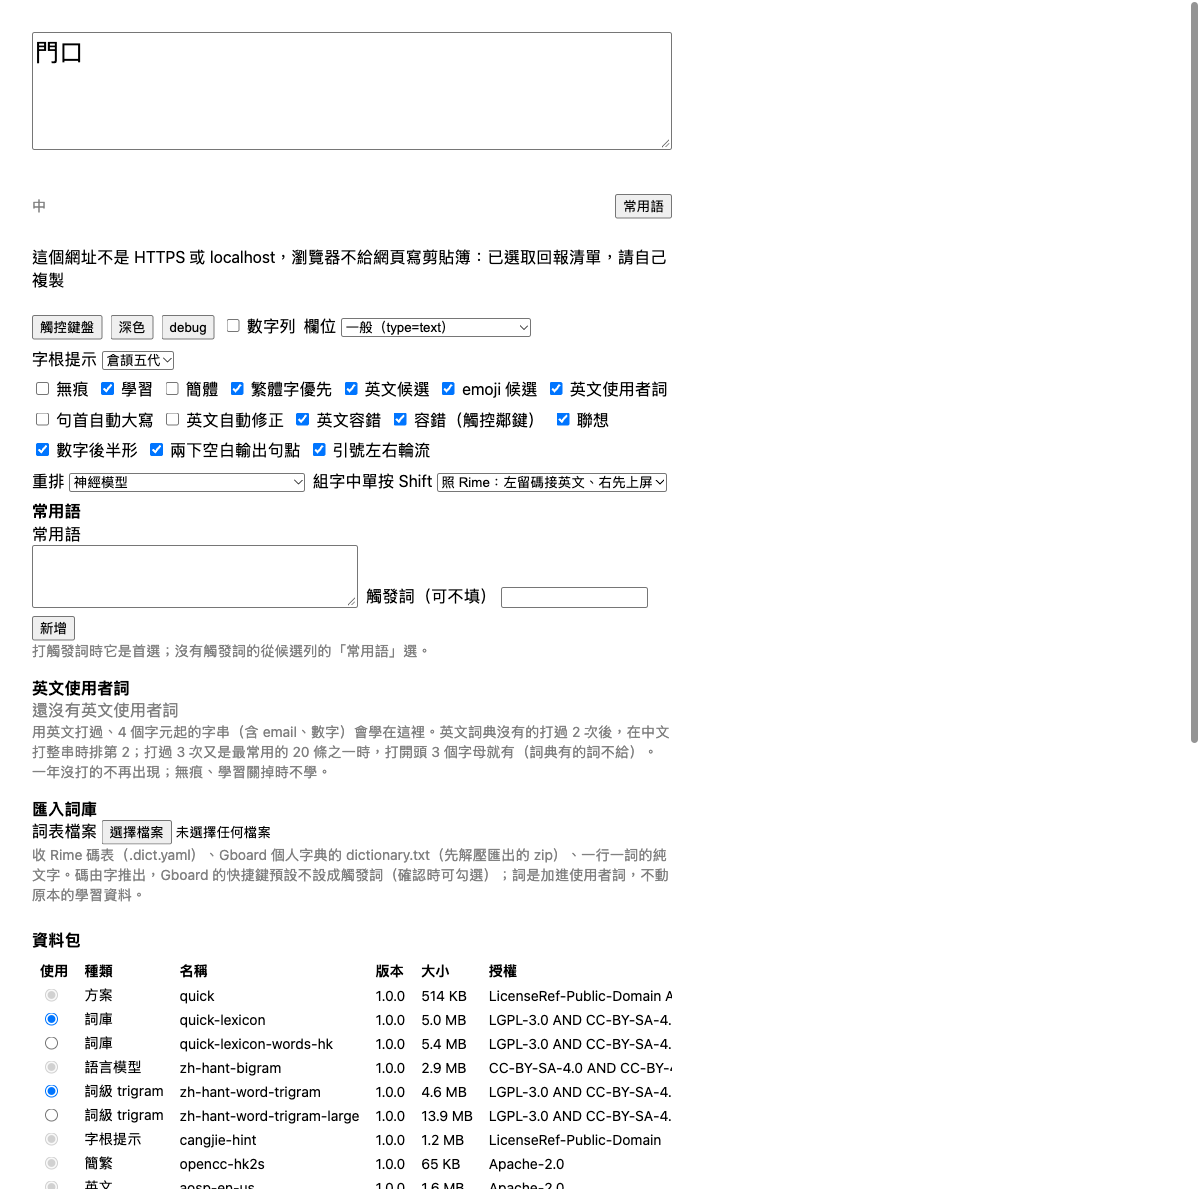 門口
中
常用語
這個網址不是 HTTPS 或 localhost，瀏覽器不給網頁寫剪貼簿：已選取回報清單，請自己
複製
觸控鍵盤 深色 debug 數字列 欄位 一般（type=text）
字根提示 倉頡五代
無痕 學習 簡體 繁體字優先 英文候選 emoji 候選 英文使用者詞
句首自動大寫 英文自動修正 英文容錯 容錯（觸控鄰鍵） 聯想
數字後半形 兩下空白輸出句點 引號左右輪流
重排 神經模型 組字中單按 Shift 照 Rime：左留碼接英文、右先上屏
常用語
常用語
觸發詞（可不填）
新增
打觸發詞時它是首選；沒有觸發詞的從候選列的「常用語」選。
英文使用者詞
還沒有英文使用者詞
用英文打過、4 個字元起的字串（含 email、數字）會學在這裡。英文詞典沒有的打過 2 次後，在中文
打整串時排第 2；打過 3 次又是最常用的 20 條之一時，打開頭 3 個字母就有（詞典有的詞不給）。
一年沒打的不再出現；無痕、學習關掉時不學。
匯入詞庫
詞表檔案 選擇檔案 未選擇任何檔案
收 Rime 碼表（.dict.yaml）、Gboard 個人字典的 dictionary.txt（先解壓匯出的 zip）、一行一詞的純
文字。碼由字推出，Gboard 的快捷鍵預設不設成觸發詞（確認時可勾選）；詞是加進使用者詞，不動
原本的學習資料。
資料包
使用 種類 名稱 版本 大小 授權
方案 quick 1.0.0 514 KB LicenseRef-Public-Domain A
詞庫 quick-lexicon 1.0.0 5.0 MB LGPL-3.0 AND CC-BY-SA-4.
詞庫 quick-lexicon-words-hk 1.0.0 5.4 MB LGPL-3.0 AND CC-BY-SA-4.
語言模型 zh-hant-bigram 1.0.0 2.9 MB CC-BY-SA-4.0 AND CC-BY-
詞級 trigram zh-hant-word-trigram 1.0.0 4.6 MB LGPL-3.0 AND CC-BY-SA-4.
詞級 trigram zh-hant-word-trigram-large 1.0.0 13.9 MB LGPL-3.0 AND CC-BY-SA-4.
字根提示 cangjie-hint 1.0.0 1.2 MB LicenseRef-Public-Domain
簡繁 opencc-hk2s 1.0.0 65 KB Apache-2.0
英文 aosp-en-us 1.0.0 1.6 MB Apache-2.0